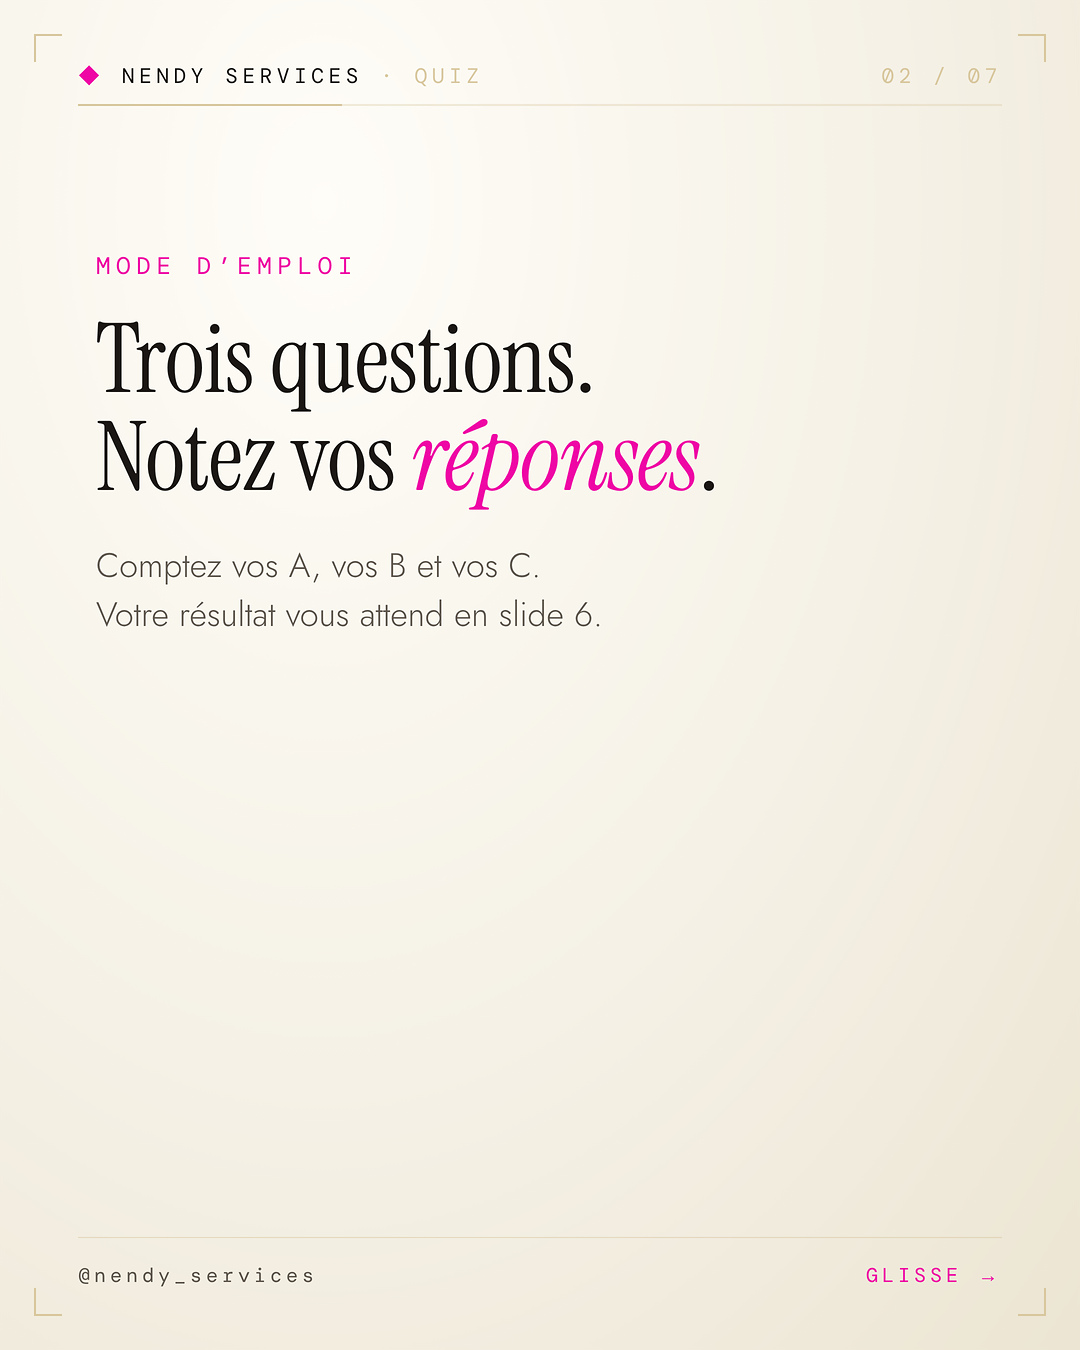 ◆ NENDY SERVICES · QUIZ
02 / 07
MODE D’EMPLOI
Trois questions.
Notez vos réponses.
Comptez vos A, vos B et vos C.
Votre résultat vous attend en slide 6.
@nendy_services
GLISSE →